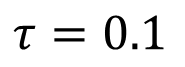 τ = 0.1